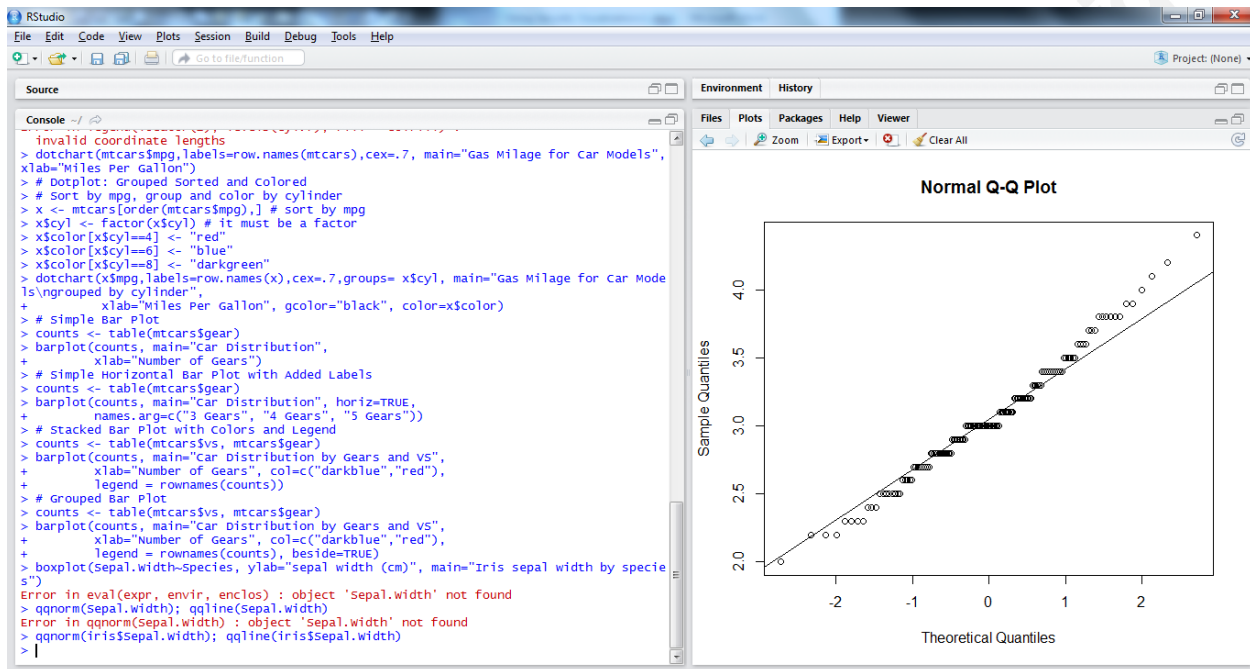 RStudio
File Edit Code View Plots Session Build Debug Tools Help
Go to file/function
Project: (None)
Source
Console ~/
invalid coordinate lengths
> dotchart(mtcars$mpg,labels=row.names(mtcars),cex=.7, main="Gas Milage for Car Models",
xlab="Miles Per Gallon")
> # Dotplot: Grouped Sorted and Colored
> # Sort by mpg, group and color by cylinder
> x <- mtcars[order(mtcars$mpg),] # sort by mpg
> x$cyl <- factor(x$cyl) # it must be a factor
> x$color[x$cyl==4] <- "red"
> x$color[x$cyl==6] <- "blue"
> x$color[x$cyl==8] <- "darkgreen"
> dotchart(x$mpg,labels=row.names(x),cex=.7,groups= x$cyl, main="Gas Milage for Car Mode
ls\ngrouped by cylinder",
+ xlab="Miles Per Gallon", gcolor="black", color=x$color)
> # Simple Bar Plot
> counts <- table(mtcars$gear)
> barplot(counts, main="Car Distribution",
+ xlab="Number of Gears")
> # Simple Horizontal Bar Plot with Added Labels
> counts <- table(mtcars$gear)
> barplot(counts, main="Car Distribution", horiz=TRUE,
+ names.arg=c("3 Gears", "4 Gears", "5 Gears"))
> # Stacked Bar Plot with Colors and Legend
> counts <- table(mtcars$vs, mtcars$gear)
> barplot(counts, main="Car Distribution by Gears and VS",
+ xlab="Number of Gears", col=c("darkblue","red"),
+ legend = rownames(counts))
> # Grouped Bar Plot
> counts <- table(mtcars$vs, mtcars$gear)
> barplot(counts, main="Car Distribution by Gears and VS",
+ xlab="Number of Gears", col=c("darkblue","red"),
+ legend = rownames(counts), beside=TRUE)
> boxplot(Sepal.Width~Species, ylab="sepal width (cm)", main="Iris sepal width by specie
s")
Error in eval(expr, envir, enclos) : object 'Sepal.Width' not found
> qqnorm(Sepal.Width); qqline(Sepal.Width)
Error in qqnorm(Sepal.Width) : object 'Sepal.Width' not found
> qqnorm(iris$Sepal.Width); qqline(iris$Sepal.Width)
>
Environment History
Files Plots Packages Help Viewer
Zoom Export Clear All
Normal Q-Q Plot
Sample Quantiles
4.0
3.5
3.0
2.5
2.0
-2 -1 0 1 2
Theoretical Quantiles